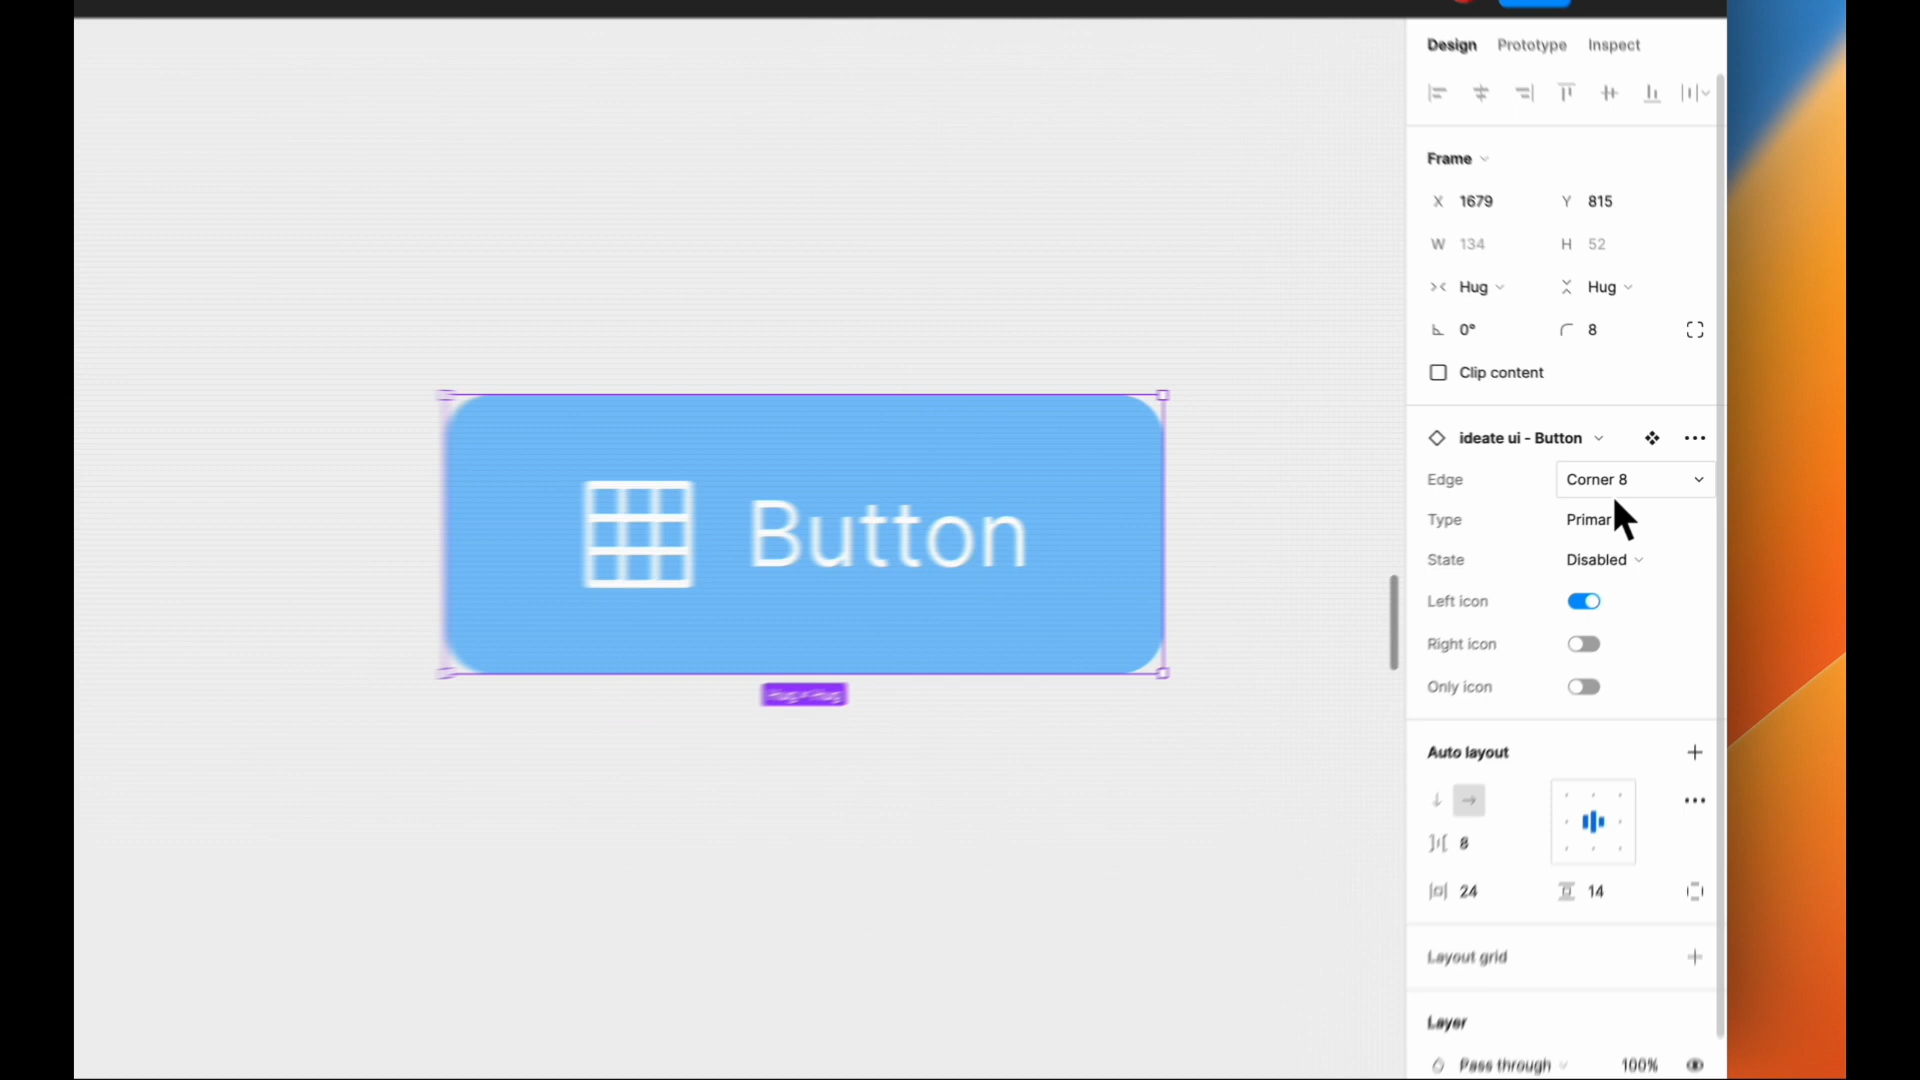 Design Prototype Inspect
Frame
X 1679 Y 815
W 134 H 52
Hug Hug
0° 8
Clip content
ideate ui - Button
Edge Corner 8
Type Primar
State Disabled
Left icon
Right icon
Only icon
Button
Hug × Hug
Auto layout
8
24 14
Layout grid
Layer
Pass through 100%